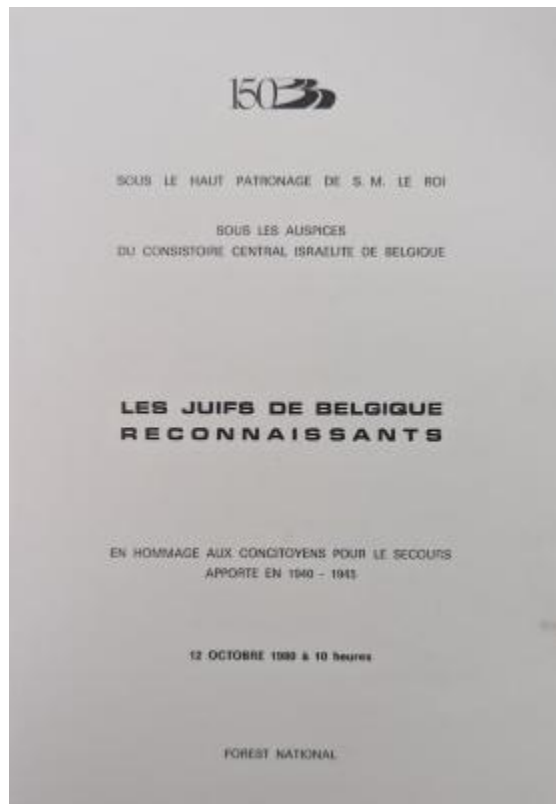 150
SOUS LE HAUT PATRONAGE DE S. M. LE ROI
SOUS LES AUSPICES
DU CONSISTOIRE CENTRAL ISRAELITE DE BELGIQUE
LES JUIFS DE BELGIQUE
RECONNAISSANTS
EN HOMMAGE AUX CONCITOYENS POUR LE SECOURS
APPORTE EN 1940 - 1945
12 OCTOBRE 1980 à 10 heures
FOREST NATIONAL